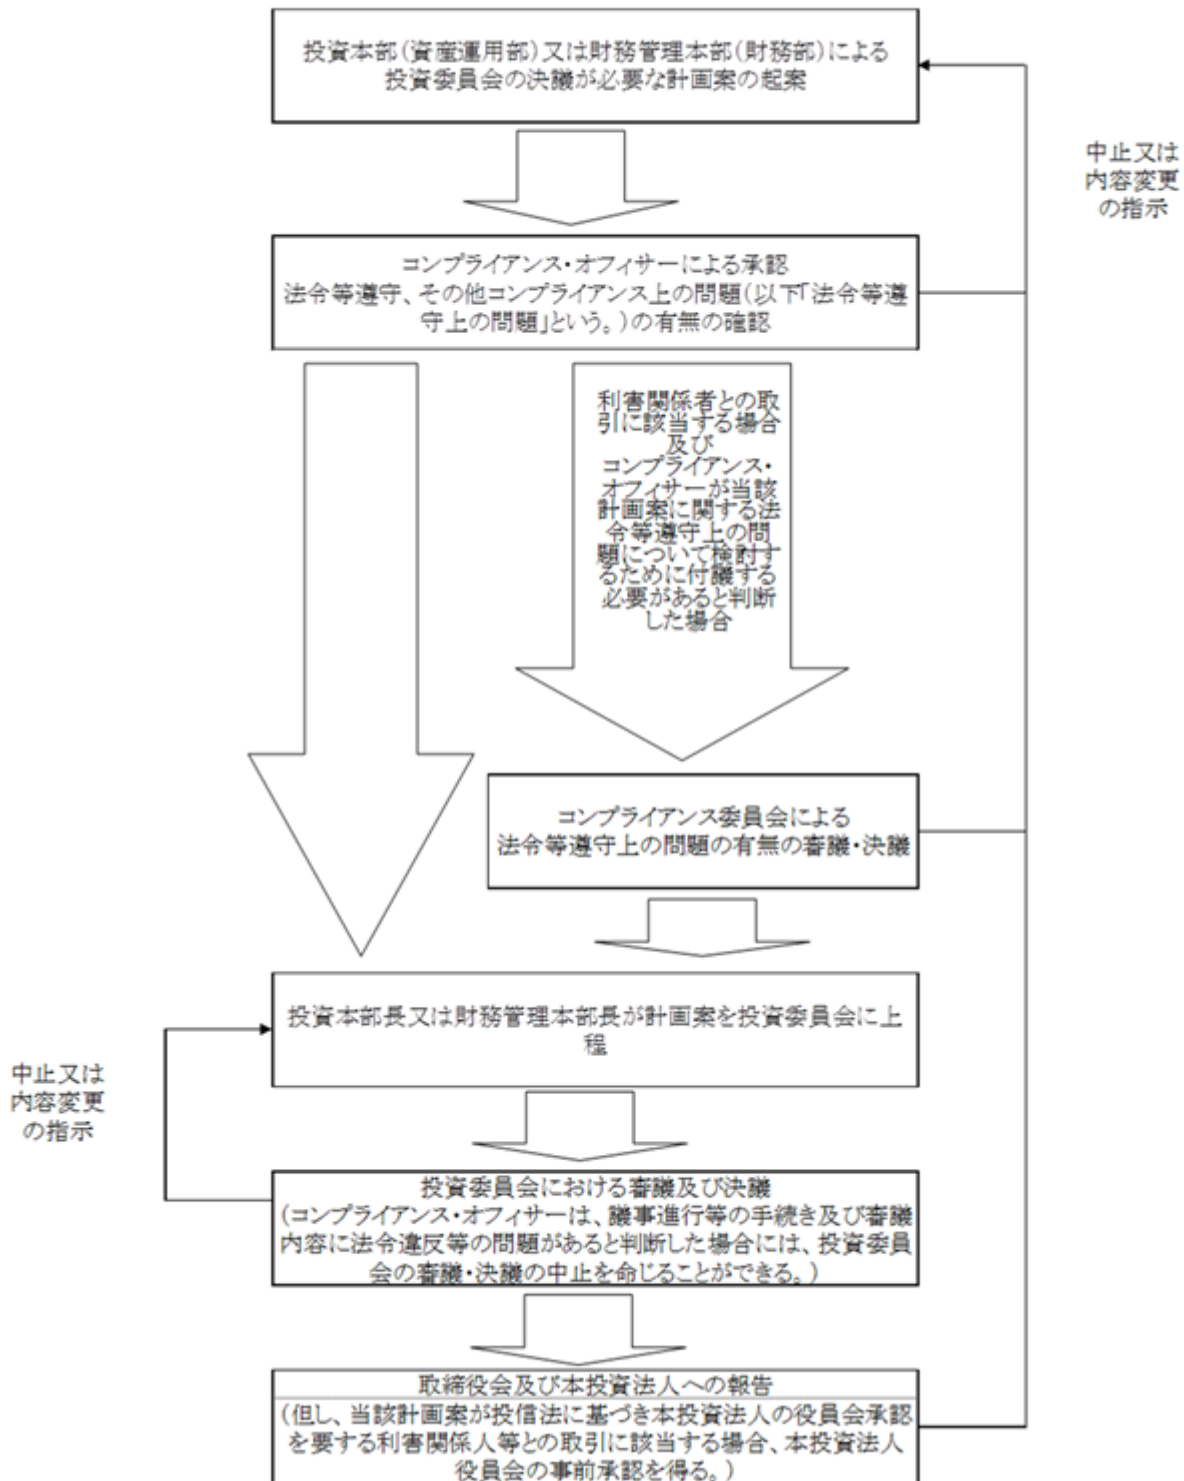 投資本部(資産運用部)又は財務管理本部(財務部)による
投資委員会の決議が必要な計画案の起案
中止又は
内容変更
の指示
コンプライアンス・オフィサーによる承認
法令等遵守、その他コンプライアンス上の問題(以下「法令等遵
守上の問題」という。)の有無の確認
利害関係者との取
引に該当する場合
及び
コンプライアンス・
オフィサーが当該
計画案に関する法
令等遵守上の問
題について検討す
るために付議する
必要があると判断
した場合
コンプライアンス委員会による
法令等遵守上の問題の有無の審議・決議
投資本部長又は財務管理本部長が計画案を投資委員会に上
程
中止又は
内容変更
の指示
投資委員会における審議及び決議
(コンプライアンス・オフィサーは、議事進行等の手続き及び審議
内容に法令違反等の問題があると判断した場合には、投資委員
会の審議・決議の中止を命じることができる。)
取締役会及び本投資法人への報告
(但し、当該計画案が投信法に基づき本投資法人の役員会承認
を要する利害関係人等との取引に該当する場合、本投資法人
役員会の事前承認を得る。)